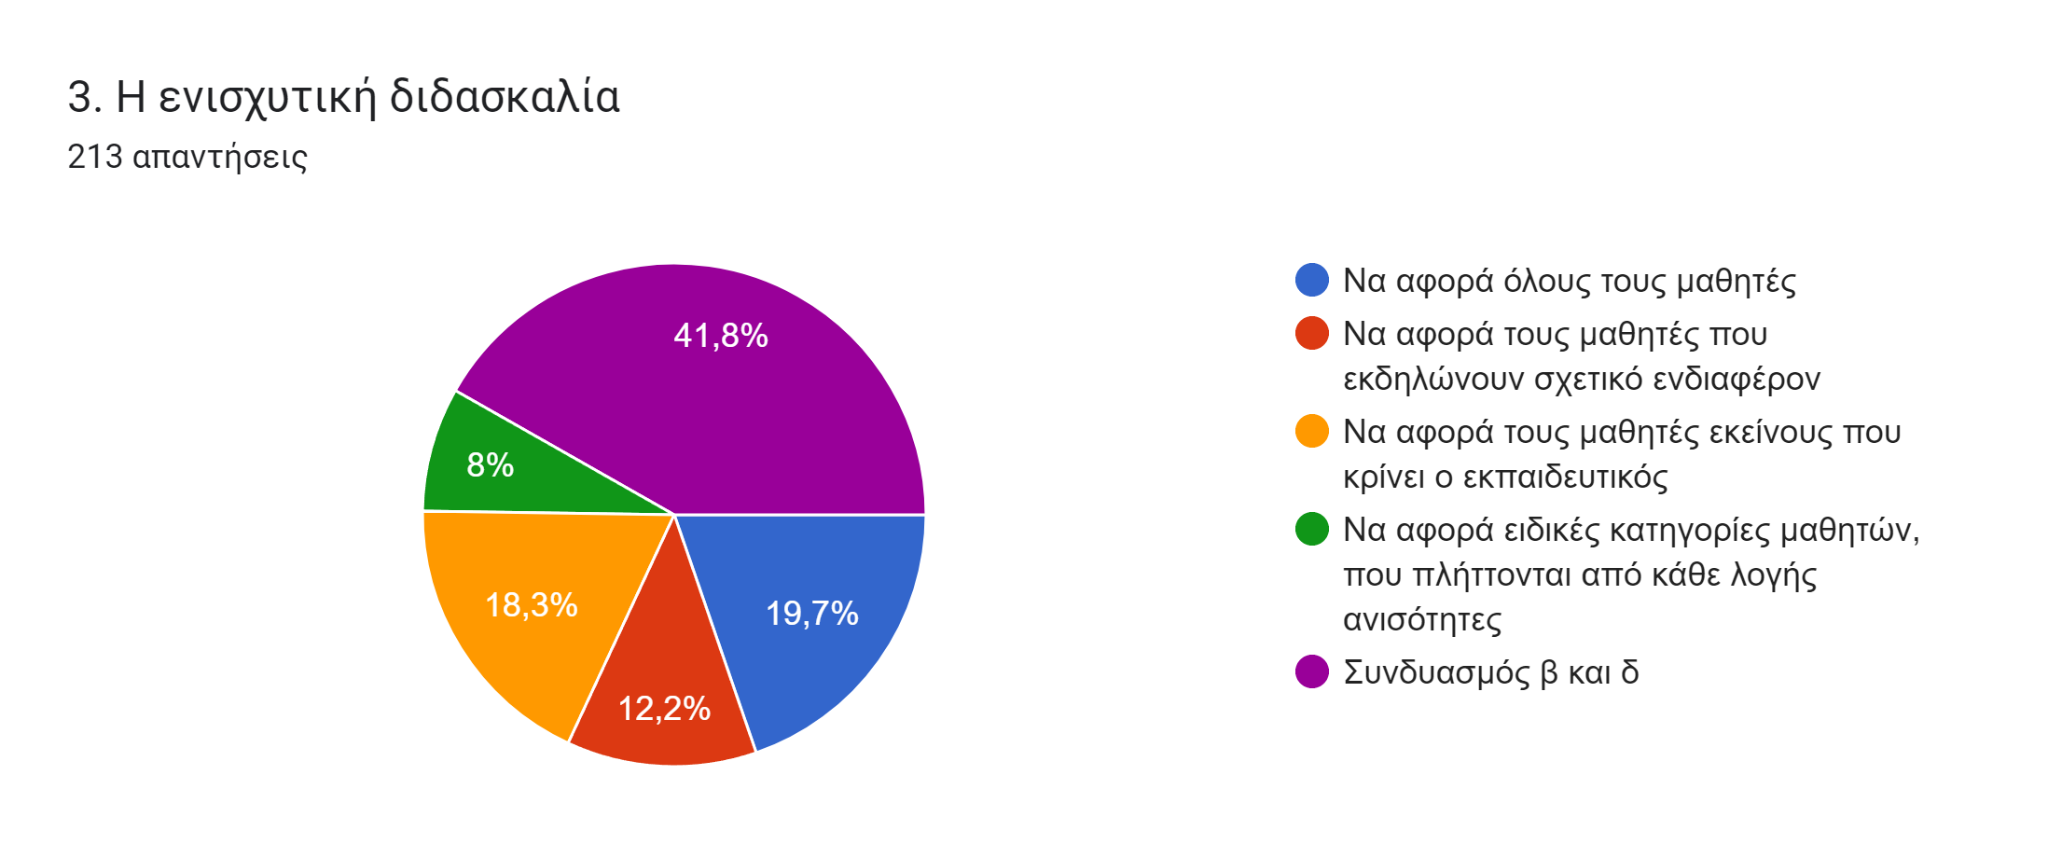 3. Η ενισχυτική διδασκαλία
213 απαντήσεις
41,8%
8%
18,3%
12,2%
19,7%
Να αφορά όλους τους μαθητές
Να αφορά τους μαθητές που
εκδηλώνουν σχετικό ενδιαφέρον
Να αφορά τους μαθητές εκείνους που
κρίνει ο εκπαιδευτικός
Να αφορά ειδικές κατηγορίες μαθητών,
που πλήττονται από κάθε λογής
ανισότητες
Συνδυασμός β και δ